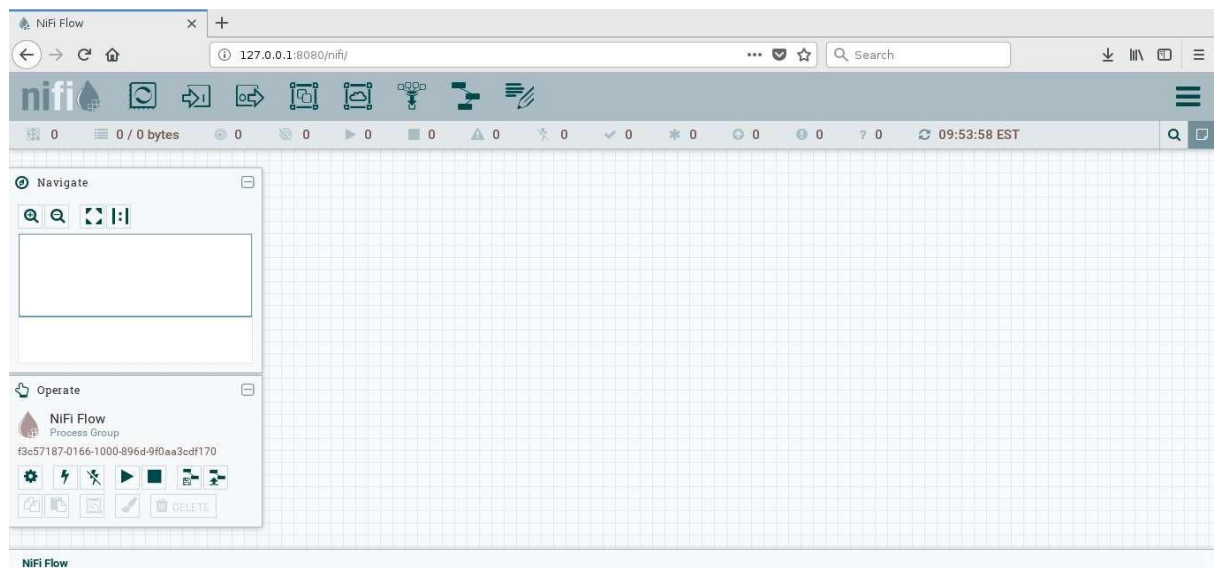 NiFi Flow
127.0.0.1:8080/nifi/
Search
nifi
0 0 / 0 bytes 0 0 0 0 0 0 0 0 0 0 ? 0 09:53:58 EST
Navigate
Operate
NiFi Flow
Process Group
f3c57187-0166-1000-896d-9f0aa3cdf170
DELETE
NiFi Flow